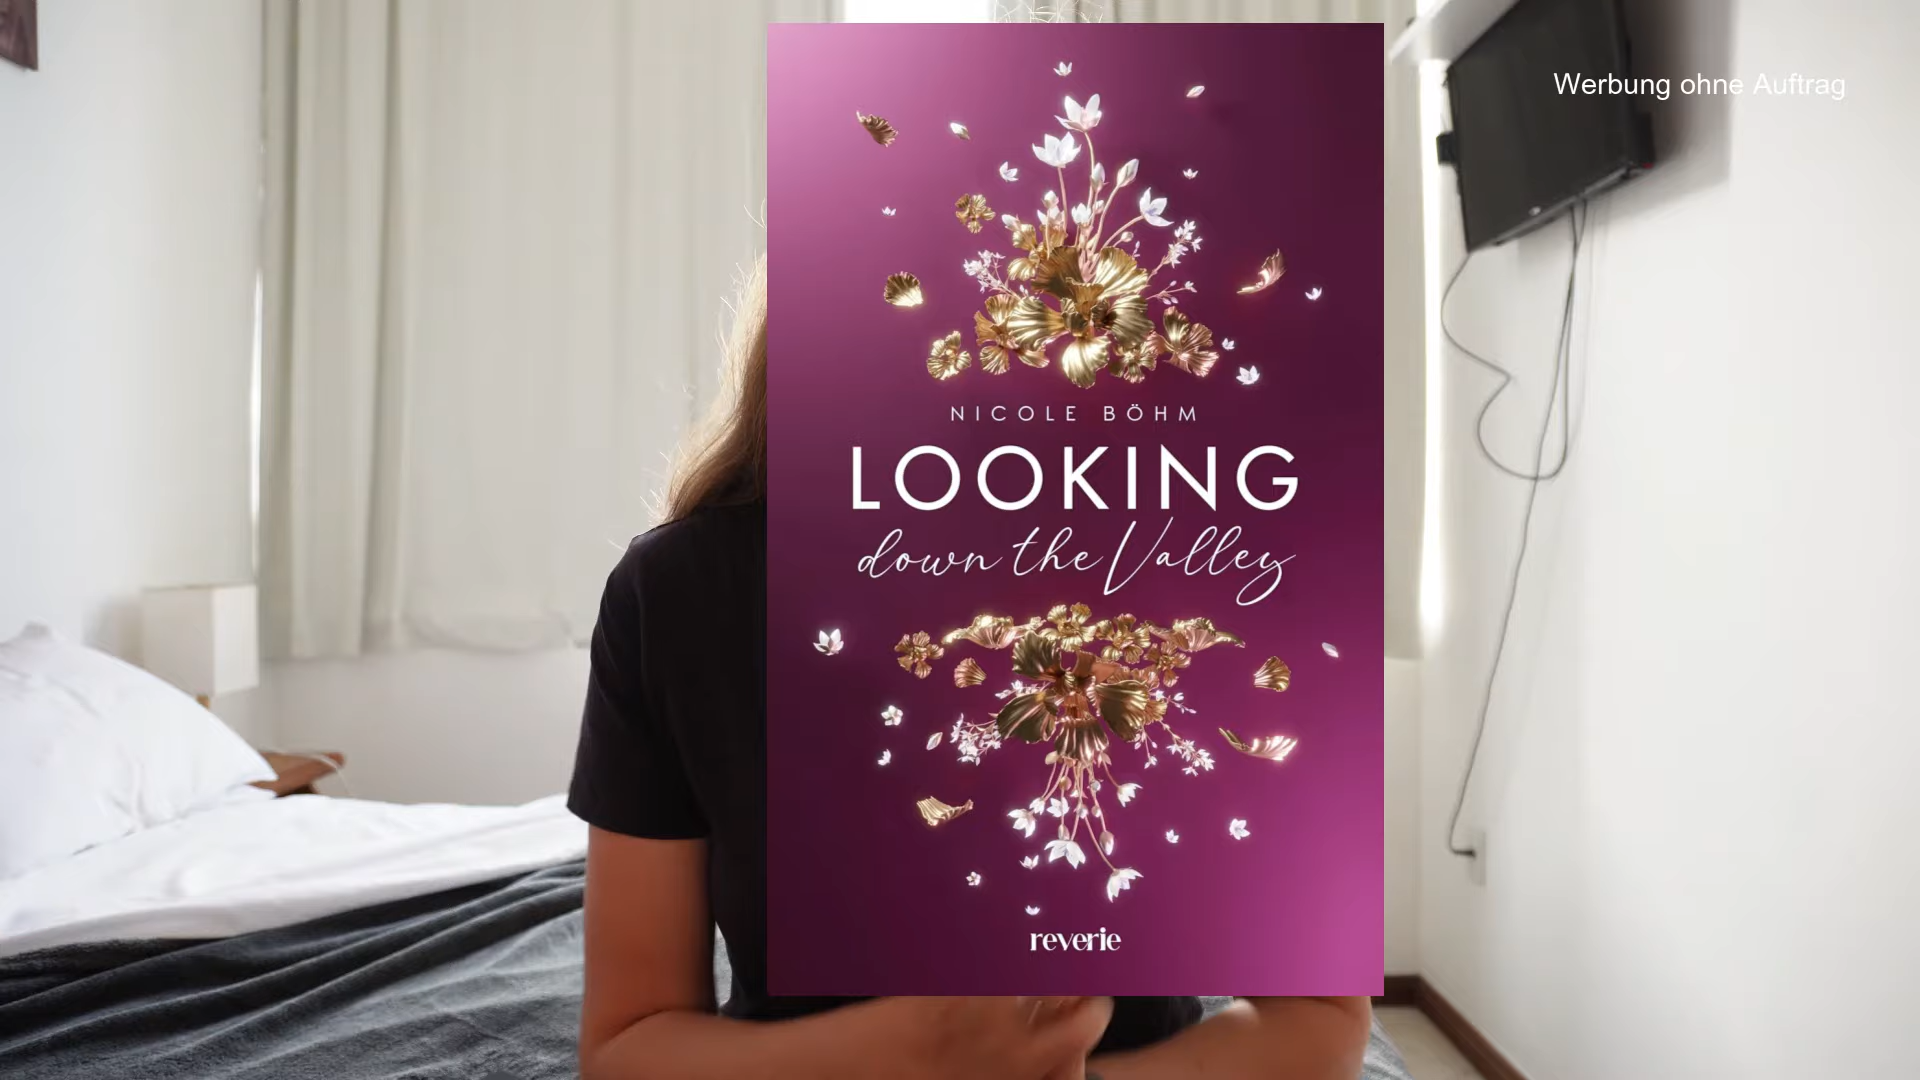 Werbung ohne Auftrag
NICOLE BÖHM
LOOKING
down the Valley
reverie